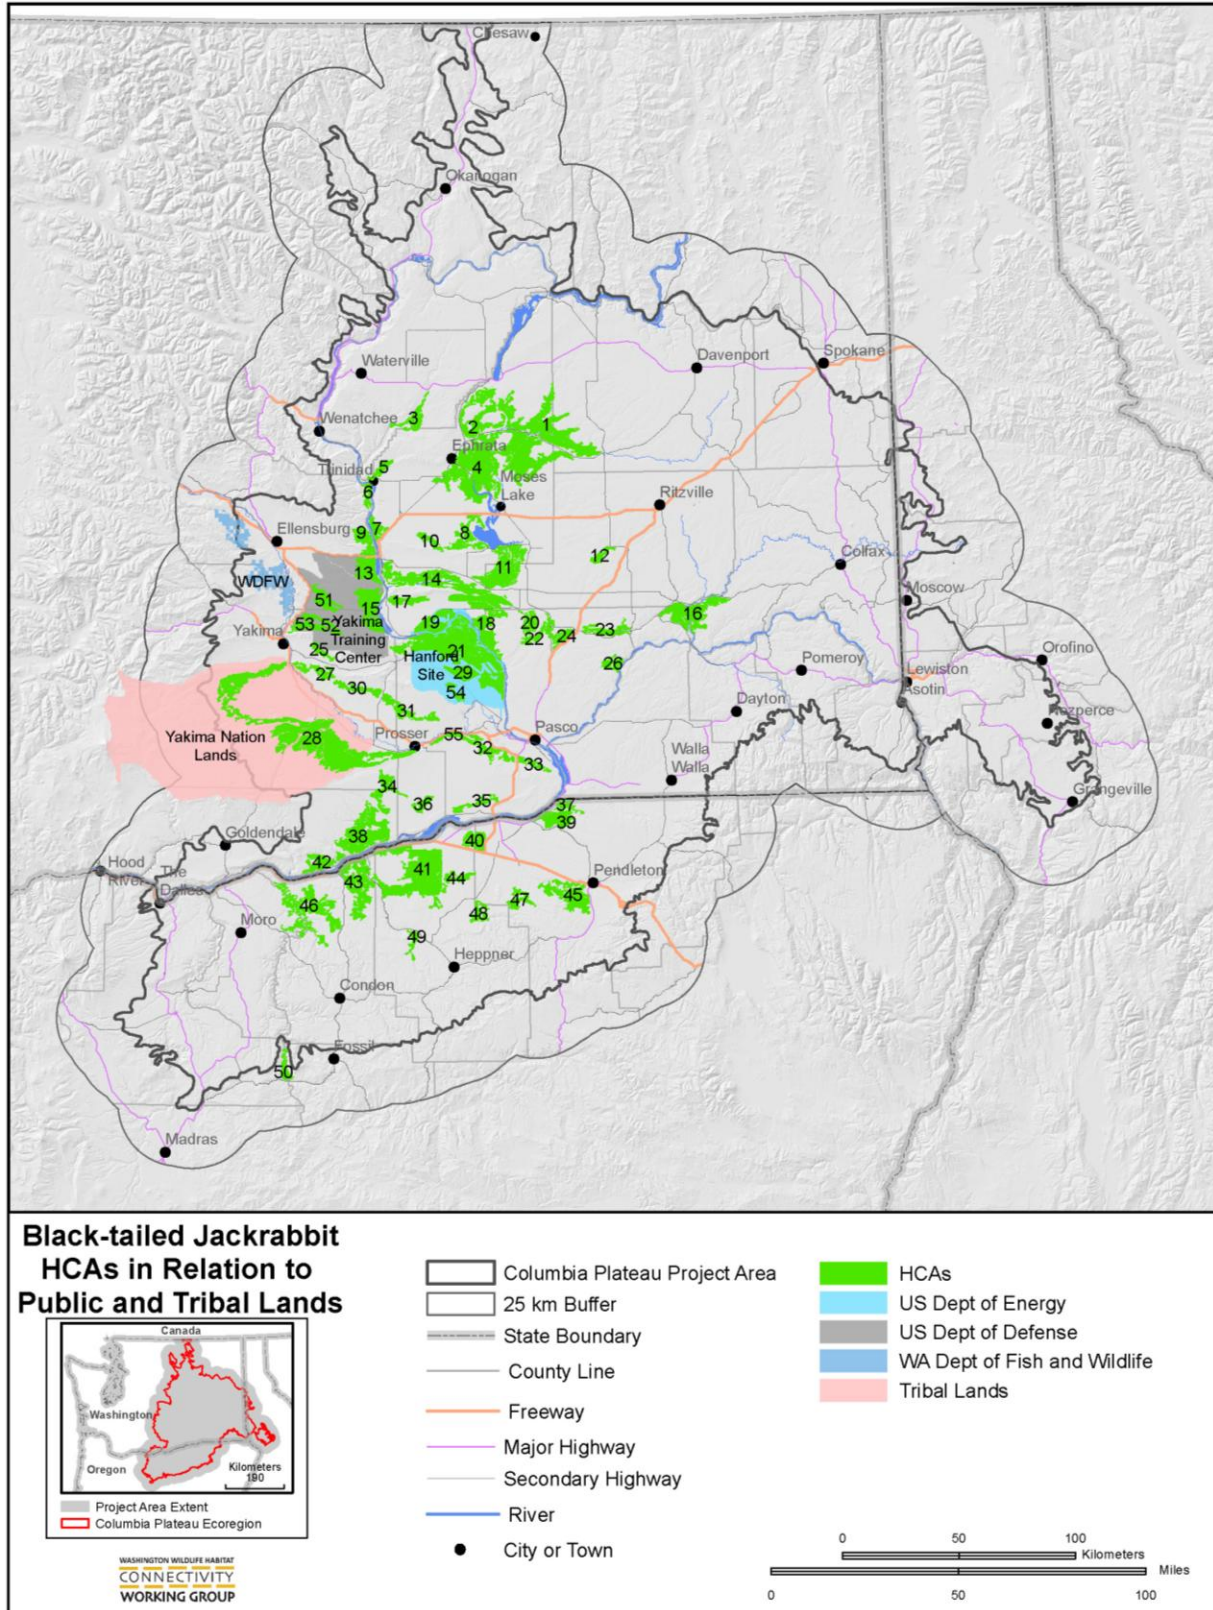 Chesaw
Okanogan
Waterville
Davenport
Spokane
Wenatchee
3
2
1
Ephrata
Trinidad
5
4
Moses
Lake
6
Ritzville
Ellensburg
9
7
10
8
12
Colfax
WDFW
13
14
11
Moscow
51
15
17
16
53
52
Yakima
Training
Center
19
18
20
22
24
23
Yakima
25
Hanford
Site
21
26
Orofino
27
29
Pomeroy
Lewiston
Asotin
30
54
Dayton
Nezperce
31
Yakima Nation
Lands
28
Prosser
55
32
Pasco
33
Walla
Walla
34
36
35
37
39
Grangeville
Goldendale
38
40
Hood
River
The
Dalles
42
43
41
44
Pendleton
46
47
45
48
Moro
49
Heppner
Condon
Fossil
50
Madras
Black-tailed Jackrabbit
HCAs in Relation to
Public and Tribal Lands
Canada
Washington
Oregon
Kilometers
190
Project Area Extent
Columbia Plateau Ecoregion
WASHINGTON WILDLIFE HABITAT
CONNECTIVITY
WORKING GROUP
Columbia Plateau Project Area
25 km Buffer
State Boundary
County Line
Freeway
Major Highway
Secondary Highway
River
City or Town
HCAs
US Dept of Energy
US Dept of Defense
WA Dept of Fish and Wildlife
Tribal Lands
0 50 100
Kilometers
Miles
0 50 100